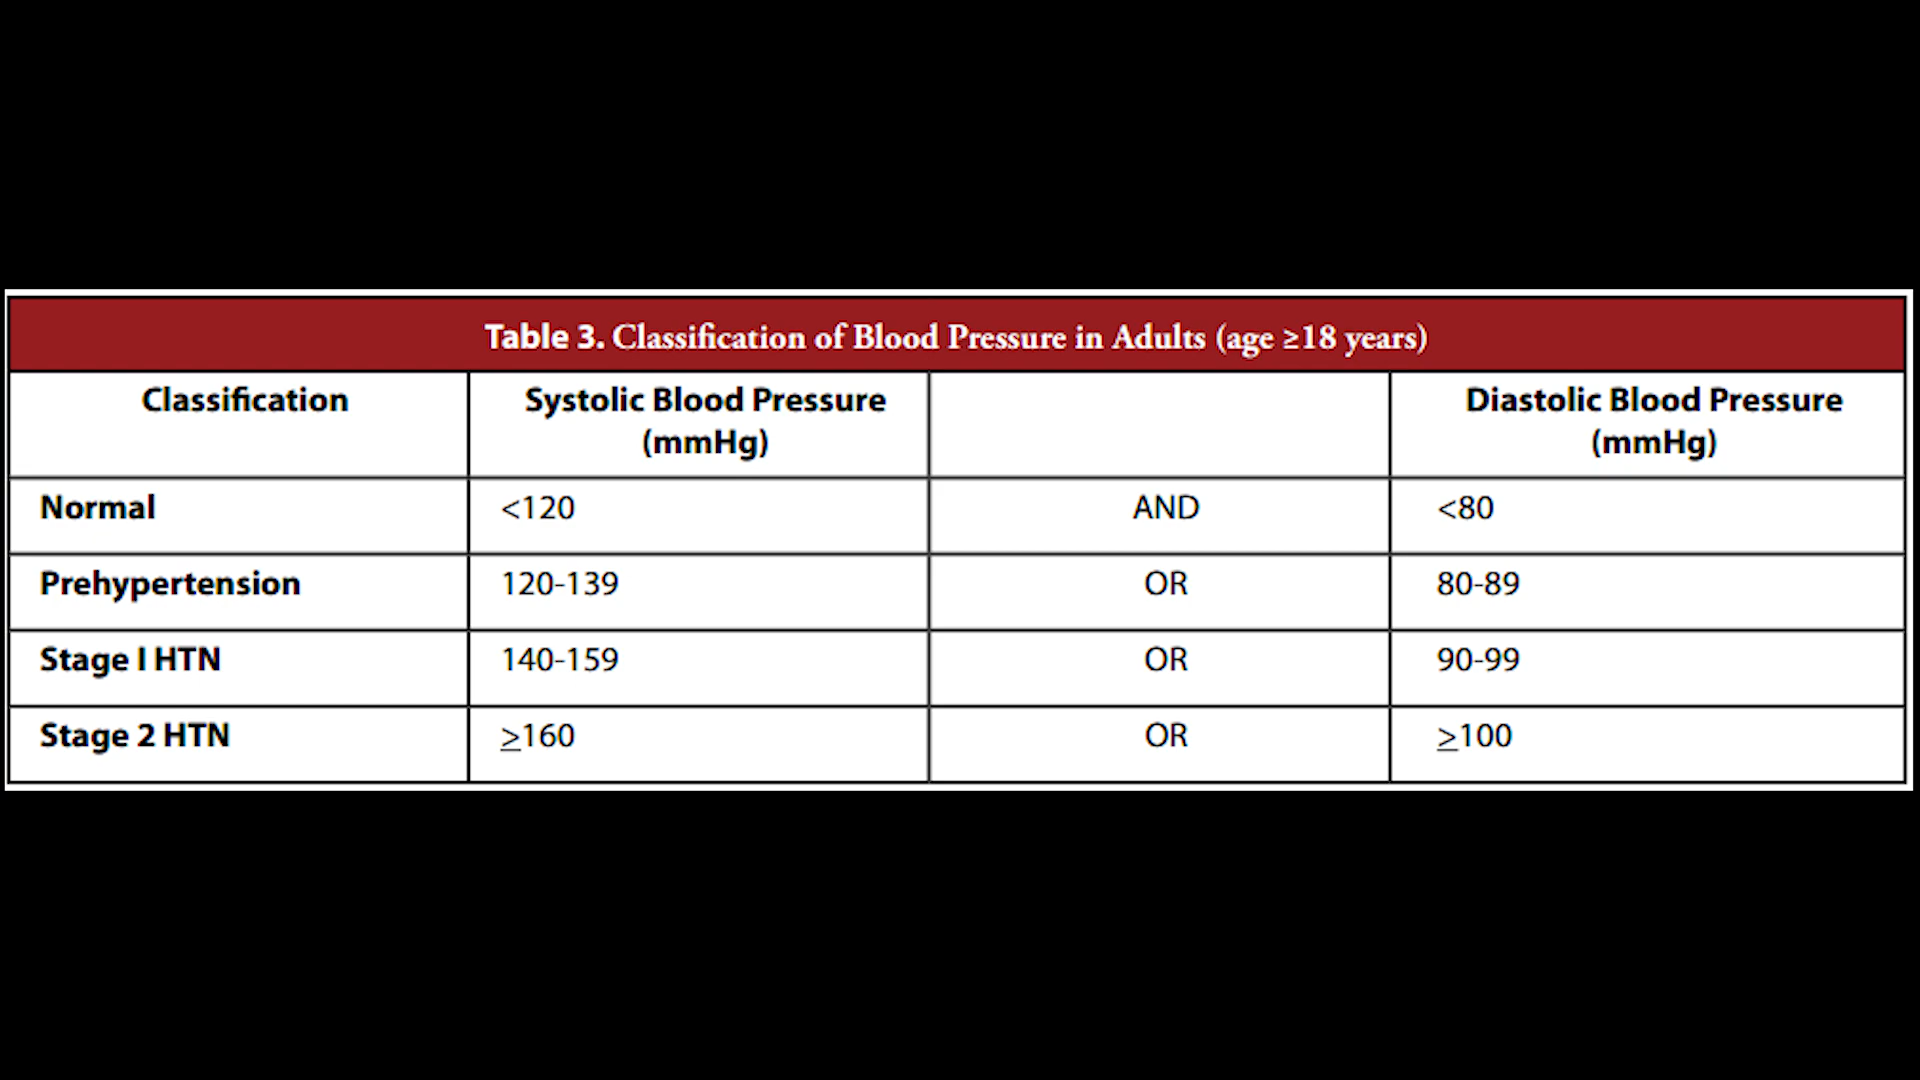 Table 3. Classification of Blood Pressure in Adults (age ≥18 years)
Classification Systolic Blood Pressure (mmHg) Diastolic Blood Pressure (mmHg)
Normal <120 AND <80
Prehypertension 120-139 OR 80-89
Stage I HTN 140-159 OR 90-99
Stage 2 HTN ≥160 OR ≥100